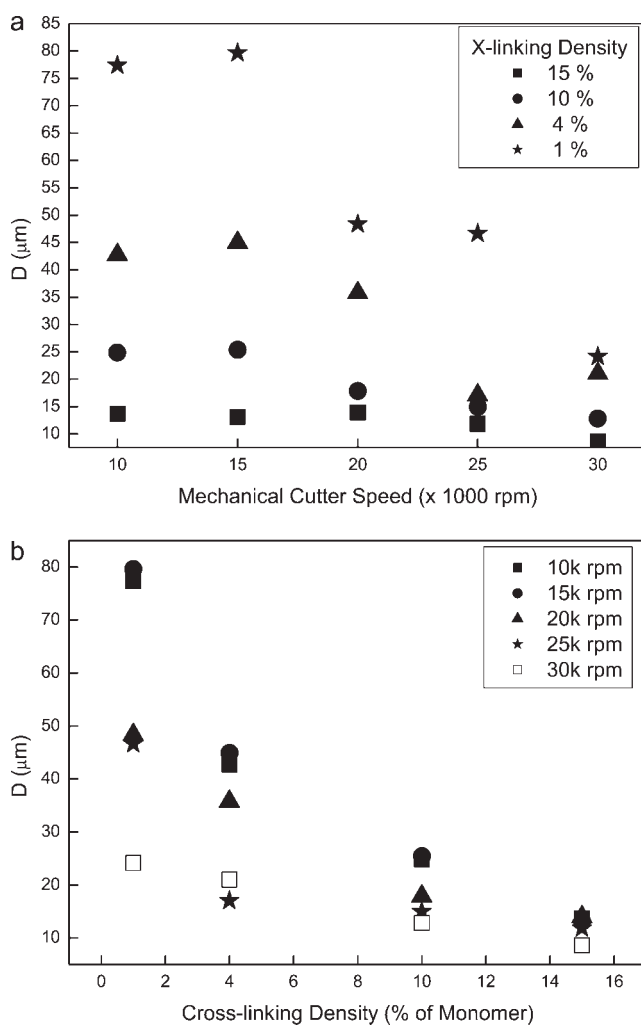 a
85
80
75
70
65
60
55
50
45
40
35
30
25
20
15
10
D (μm)
X-linking Density
15 %
10 %
4 %
1 %
10 15 20 25 30
Mechanical Cutter Speed (x 1000 rpm)
b
80
70
60
50
40
30
20
10
D (μm)
10k rpm
15k rpm
20k rpm
25k rpm
30k rpm
0 2 4 6 8 10 12 14 16
Cross-linking Density (% of Monomer)